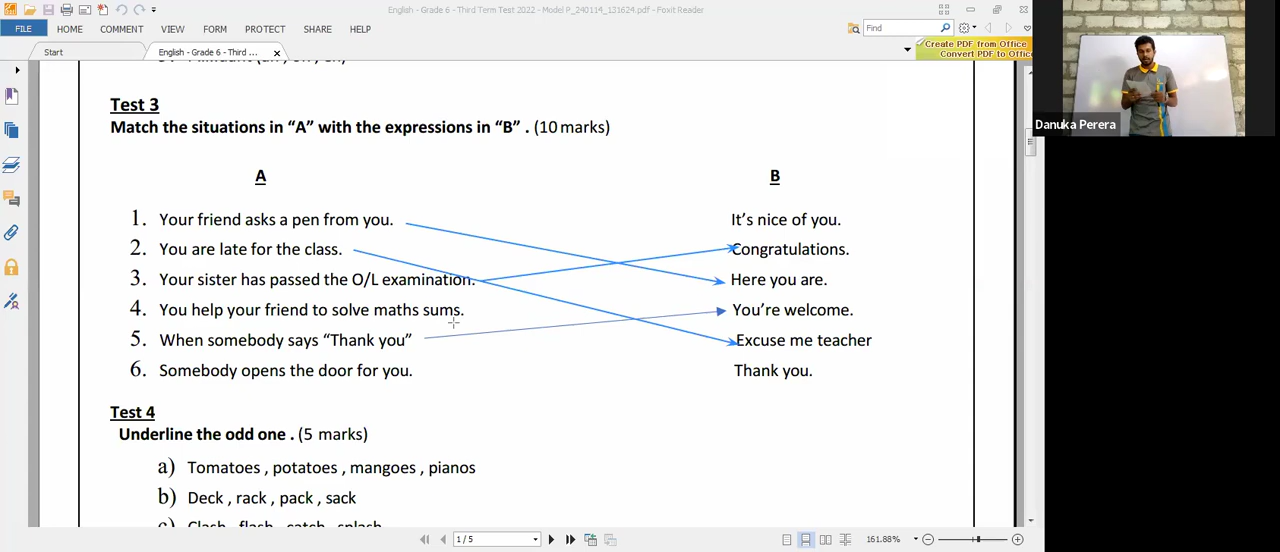 English - Grade 6 - Third Term Test 2022 - Model P_240114_131624.pdf - Foxit Reader
FILE HOME COMMENT VIEW FORM PROTECT SHARE HELP
Find
Start English - Grade 6 - Third ...
Create PDF from Office
Convert PDF to Office
Danuka Perera
Test 3
Match the situations in “A” with the expressions in “B” . (10 marks)
A B
1. Your friend asks a pen from you. It’s nice of you.
2. You are late for the class. Congratulations.
3. Your sister has passed the O/L examination. Here you are.
4. You help your friend to solve maths sums. You’re welcome.
5. When somebody says “Thank you” Excuse me teacher
6. Somebody opens the door for you. Thank you.
Test 4
Underline the odd one . (5 marks)
a) Tomatoes , potatoes , mangoes , pianos
b) Deck , rack , pack , sack
c) Clash , flash , catch , splash
1 / 5 161.88%